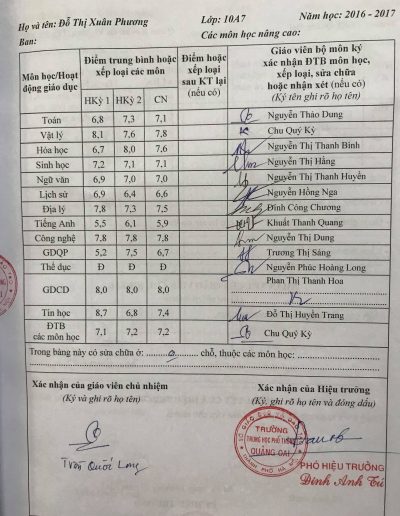 Họ và tên: Đỗ Thị Xuân Phương Lớp: 10A7 Năm học: 2016 - 2017
Ban: Các môn học nâng cao:
Môn học/Hoạt động giáo dục
Điểm trung bình hoặc xếp loại các môn
HKỳ 1 HKỳ 2 CN
Điểm hoặc xếp loại sau KT lại (nếu có)
Giáo viên bộ môn ký xác nhận ĐTB môn học, xếp loại, sửa chữa hoặc nhận xét (nếu có)
(Ký tên ghi rõ họ tên)
Toán 6,8 7,3 7,1 Nguyễn Thảo Dung
Vật lý 8,1 7,6 7,8 Chu Quý Kỳ
Hóa học 6,7 8,0 7,6 Nguyễn Thị Thanh Bình
Sinh học 7,2 7,1 7,1 Nguyễn Thị Hằng
Ngữ văn 6,9 7,0 7,0 Nguyễn Thị Thanh Huyền
Lịch sử 6,9 6,4 6,6 Nguyễn Hồng Nga
Địa lý 7,8 7,3 7,5 Đinh Công Chương
Tiếng Anh 5,5 6,1 5,9 Khuất Thanh Quang
Công nghệ 7,8 7,8 7,8 Nguyễn Thị Dung
GDQP 5,2 7,5 6,7 Trương Thị Sáng
Thể dục Đ Đ Đ Nguyễn Phúc Hoàng Long
GDCD 8,0 8,0 8,0 Phan Thị Thanh Hoa
Tin học 8,7 6,8 7,4 Đỗ Thị Huyền Trang
ĐTB các môn học 7,1 7,2 7,2 Chu Quý Kỳ
Trong bảng này có sửa chữa ở: 0 chỗ, thuộc các môn học:
Xác nhận của giáo viên chủ nhiệm
(Ký và ghi rõ họ tên)
Trần Quốc Long
Xác nhận của Hiệu trưởng
(Ký, ghi rõ họ tên và đóng dấu)
TRƯỜNG
TRUNG HỌC PHỔ THÔNG
QUẢNG OAI
PHÓ HIỆU TRƯỞNG
Đinh Anh Tú